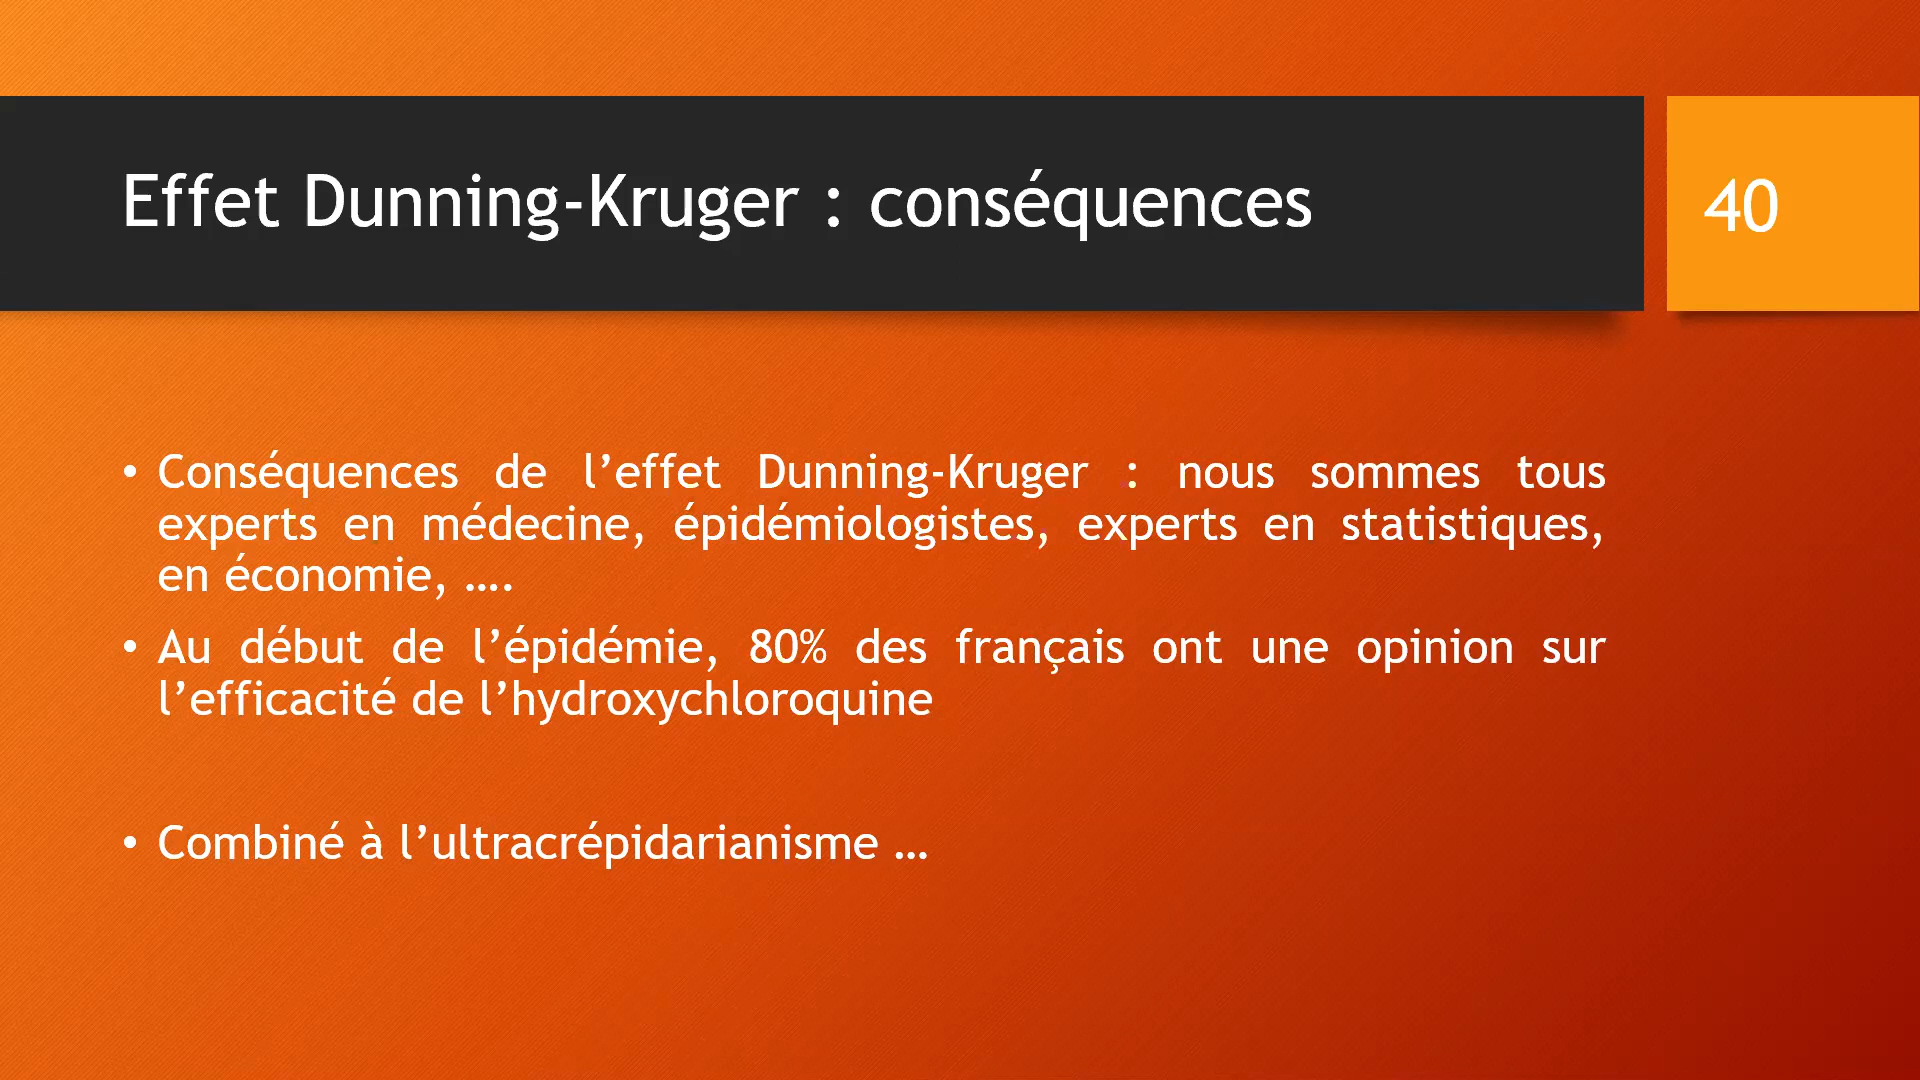 Effet Dunning-Kruger : conséquences
40
• Conséquences de l’effet Dunning-Kruger : nous sommes tous
experts en médecine, épidémiologistes, experts en statistiques,
en économie, ….
• Au début de l’épidémie, 80% des français ont une opinion sur
l’efficacité de l’hydroxychloroquine
• Combiné à l’ultracrépidarianisme …